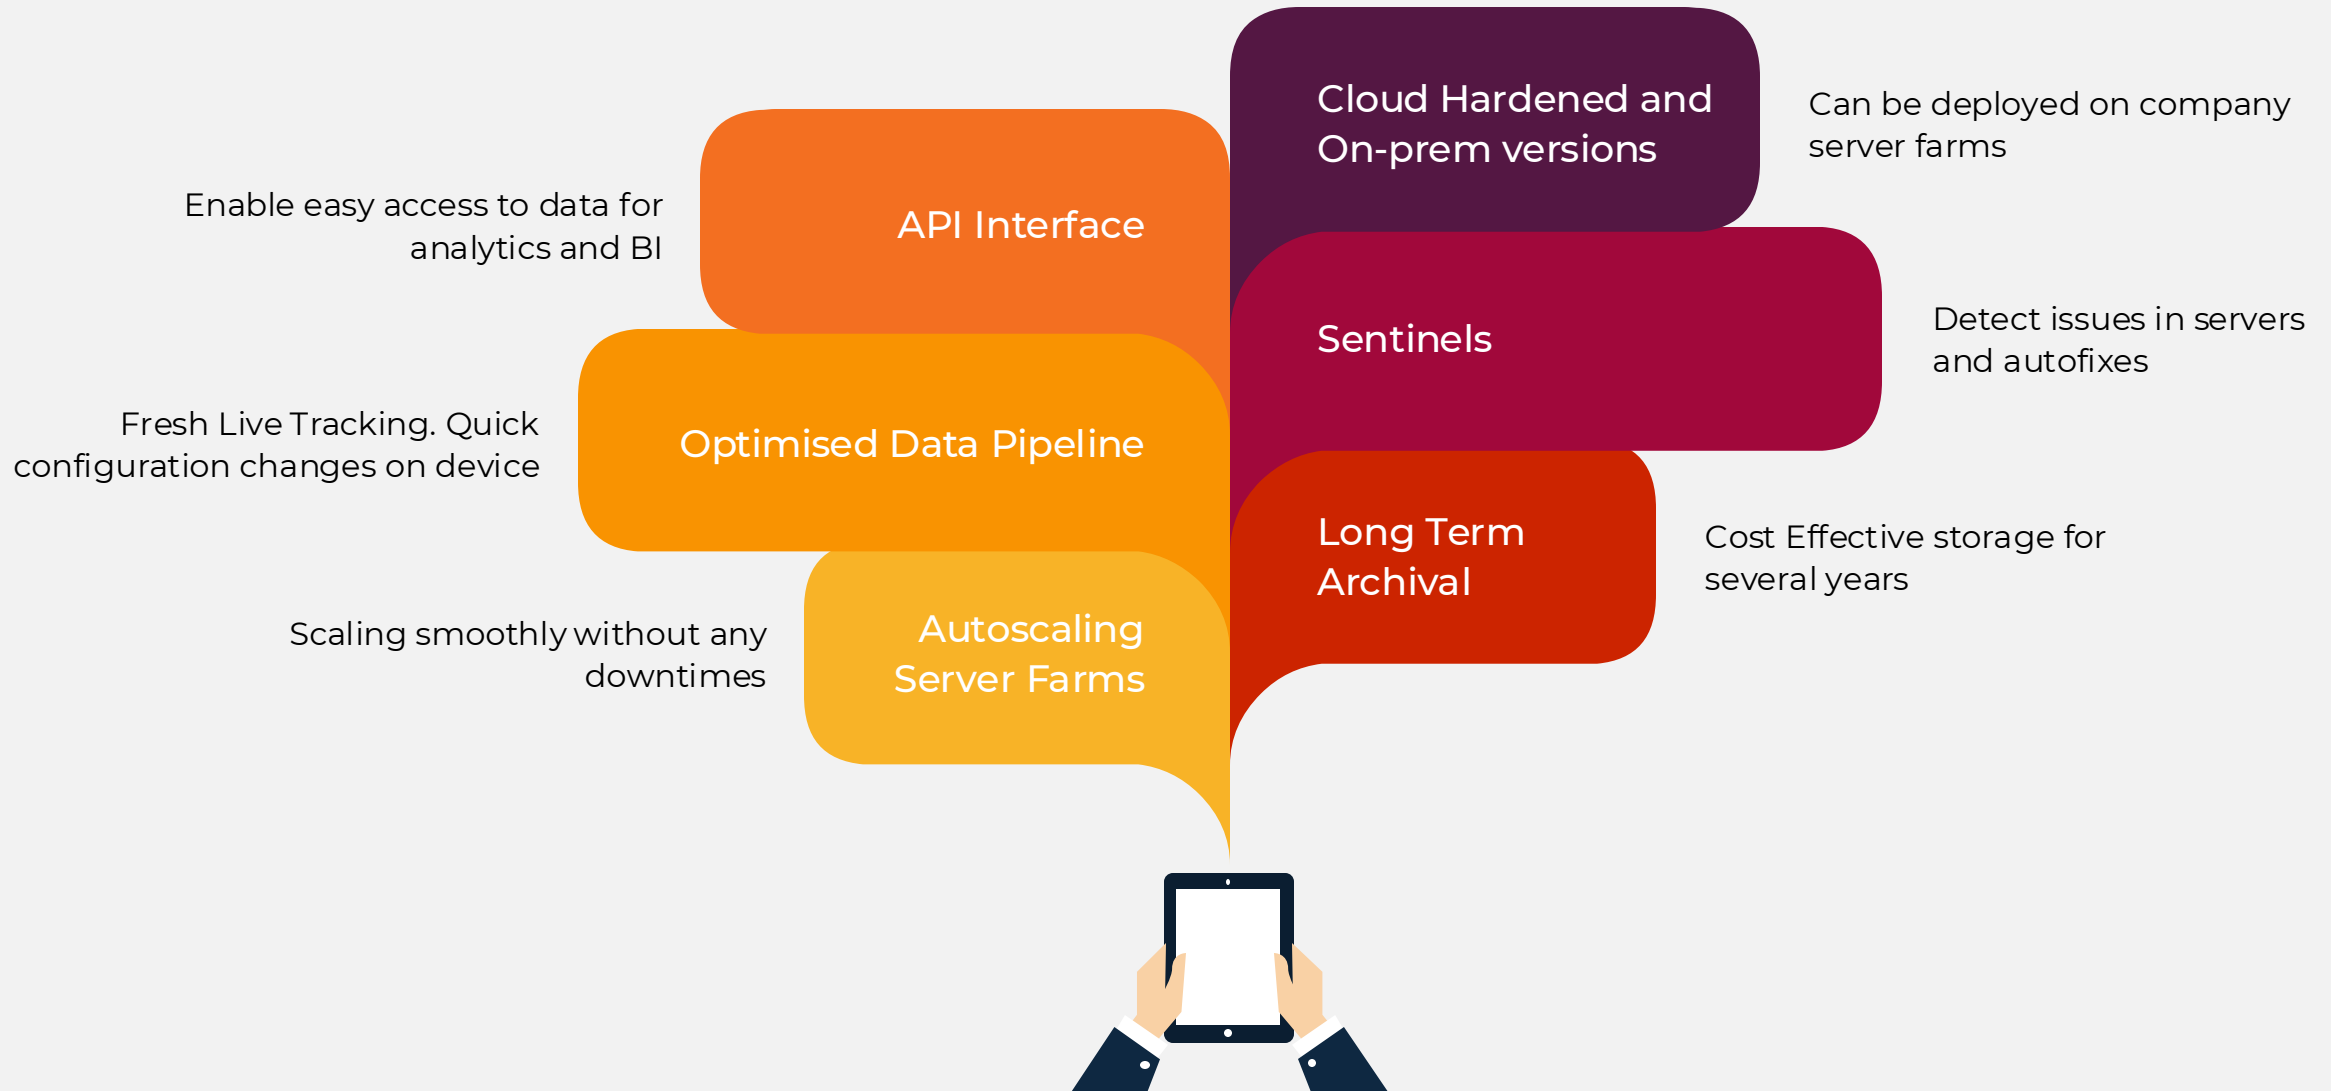 Cloud Hardened and
On-prem versions
Can be deployed on company
server farms
Enable easy access to data for
analytics and BI
API Interface
Sentinels
Detect issues in servers
and autofixes
Fresh Live Tracking. Quick
configuration changes on device
Optimised Data Pipeline
Long Term
Archival
Cost Effective storage for
several years
Scaling smoothly without any
downtimes
Autoscaling
Server Farms